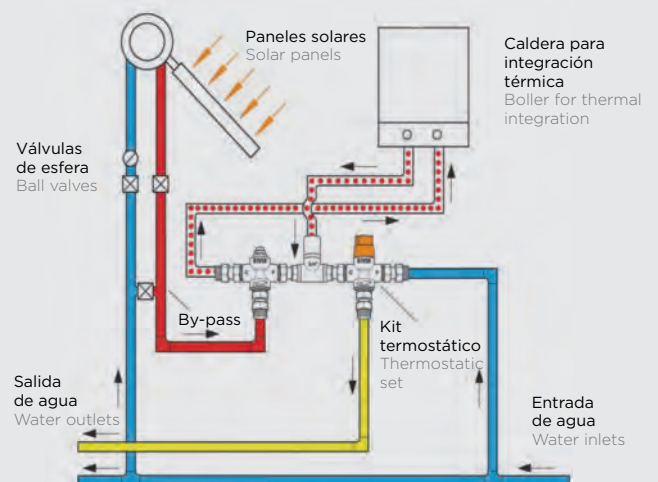 Paneles solares
Solar panels
Caldera para
integración
térmica
Boller for thermal
integration
Válvulas
de esfera
Ball valves
By-pass
Kit
termostático
Thermostatic
set
Salida
de agua
Water outlets
Entrada
de agua
Water inlets